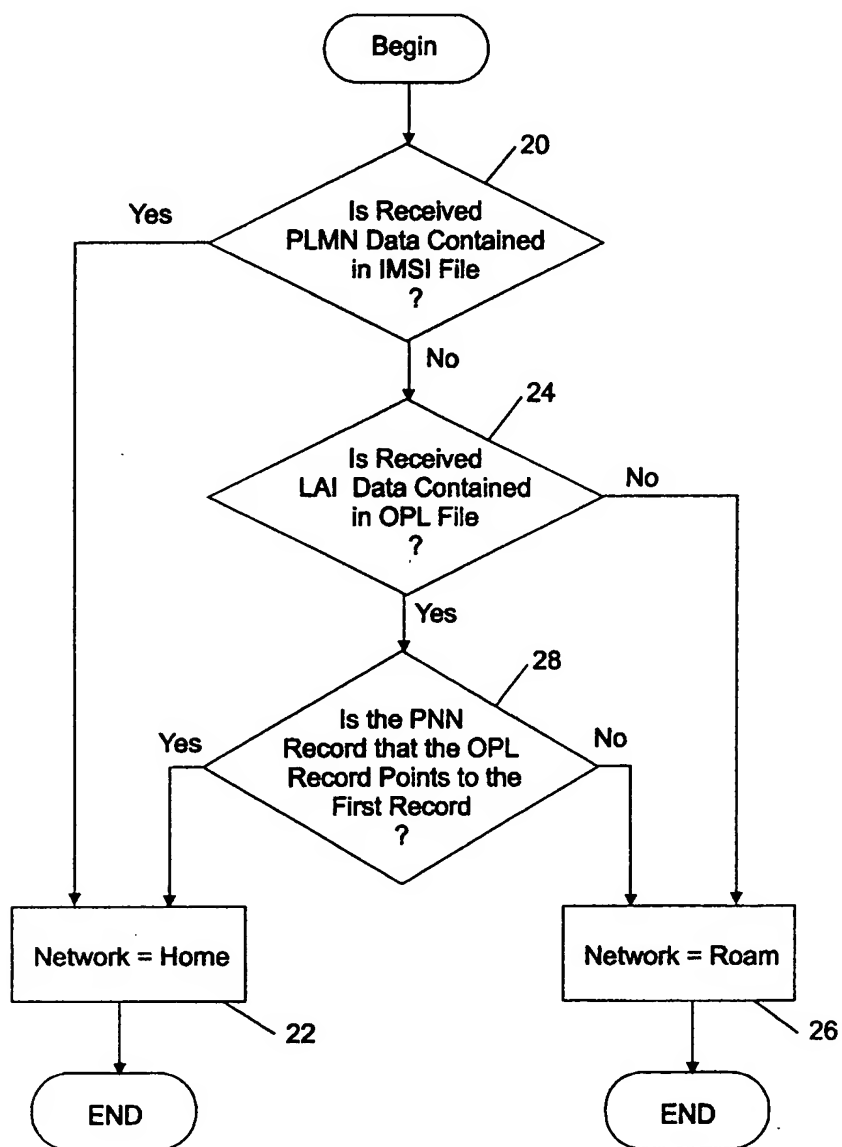 Begin
20
Is Received
PLMN Data Contained
in IMSI File
?
Yes
No
24
Is Received
LAI Data Contained
in OPL File
?
No
Yes
28
Is the PNN
Record that the OPL
Record Points to the
First Record
?
Yes
No
Network = Home
22
Network = Roam
26
END
END